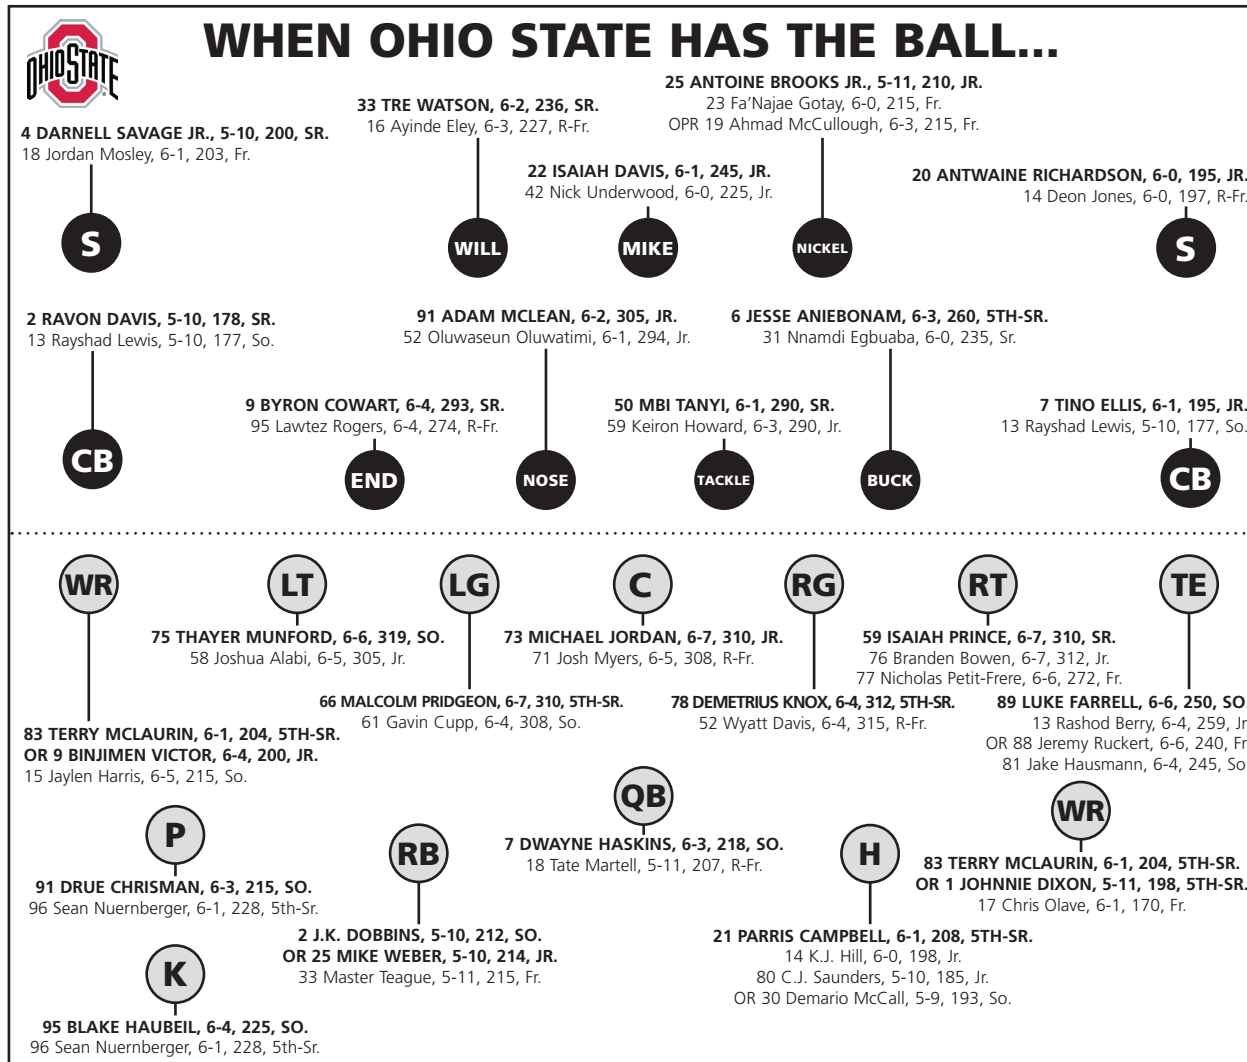 OHIO STATE
WHEN OHIO STATE HAS THE BALL...
4 DARNELL SAVAGE JR., 5-10, 200, SR.
18 Jordan Mosley, 6-1, 203, Fr.
S
33 TRE WATSON, 6-2, 236, SR.
16 Ayinde Eley, 6-3, 227, R-Fr.
WILL
22 ISAIAH DAVIS, 6-1, 245, JR.
42 Nick Underwood, 6-0, 225, Jr.
MIKE
25 ANTOINE BROOKS JR., 5-11, 210, JR.
23 Fa'Najae Gotay, 6-0, 215, Fr.
OPR 19 Ahmad McCullough, 6-3, 215, Fr.
NICKEL
20 ANTWAINE RICHARDSON, 6-0, 195, JR.
14 Deon Jones, 6-0, 197, R-Fr.
S
2 RAVON DAVIS, 5-10, 178, SR.
13 Rayshad Lewis, 5-10, 177, So.
CB
9 BYRON COWART, 6-4, 293, SR.
95 Lawtez Rogers, 6-4, 274, R-Fr.
END
91 ADAM MCLEAN, 6-2, 305, JR.
52 Oluwaseun Oluwatimi, 6-1, 294, Jr.
NOSE
50 MBI TANYI, 6-1, 290, SR.
59 Keiron Howard, 6-3, 290, Jr.
TACKLE
6 JESSE ANIEBONAM, 6-3, 260, 5TH-SR.
31 Nnamdi Egbuaba, 6-0, 235, Sr.
BUCK
7 TINO ELLIS, 6-1, 195, JR.
13 Rayshad Lewis, 5-10, 177, So.
CB
WR
83 TERRY MCLAURIN, 6-1, 204, 5TH-SR.
OR 9 BINJIMEN VICTOR, 6-4, 200, JR.
15 Jaylen Harris, 6-5, 215, So.
LT
75 THAYER MUNFORD, 6-6, 319, SO.
58 Joshua Alabi, 6-5, 305, Jr.
LG
66 MALCOLM PRIDGEON, 6-7, 310, 5TH-SR.
61 Gavin Cupp, 6-4, 308, So.
C
73 MICHAEL JORDAN, 6-7, 310, JR.
71 Josh Myers, 6-5, 308, R-Fr.
RG
78 DEMETRIUS KNOX, 6-4, 312, 5TH-SR.
52 Wyatt Davis, 6-4, 315, R-Fr.
RT
59 ISAIAH PRINCE, 6-7, 310, SR.
76 Branden Bowen, 6-7, 312, Jr.
77 Nicholas Petit-Frere, 6-6, 272, Fr.
TE
89 LUKE FARRELL, 6-6, 250, SO.
13 Rashod Berry, 6-4, 259, Jr
OR 88 Jeremy Ruckert, 6-6, 240, Fr
81 Jake Hausmann, 6-4, 245, So
P
91 DRUE CHRISMAN, 6-3, 215, SO.
96 Sean Nuernberger, 6-1, 228, 5th-Sr.
RB
2 J.K. DOBBINS, 5-10, 212, SO.
OR 25 MIKE WEBER, 5-10, 214, JR.
33 Master Teague, 5-11, 215, Fr.
QB
7 DWAYNE HASKINS, 6-3, 218, SO.
18 Tate Martell, 5-11, 207, R-Fr.
H
21 PARRIS CAMPBELL, 6-1, 208, 5TH-SR.
14 K.J. Hill, 6-0, 198, Jr.
80 C.J. Saunders, 5-10, 185, Jr.
OR 30 Demario McCall, 5-9, 193, So.
WR
83 TERRY MCLAURIN, 6-1, 204, 5TH-SR.
OR 1 JOHNNIE DIXON, 5-11, 198, 5TH-SR.
17 Chris Olave, 6-1, 170, Fr.
K
95 BLAKE HAUBEIL, 6-4, 225, SO.
96 Sean Nuernberger, 6-1, 228, 5th-Sr.